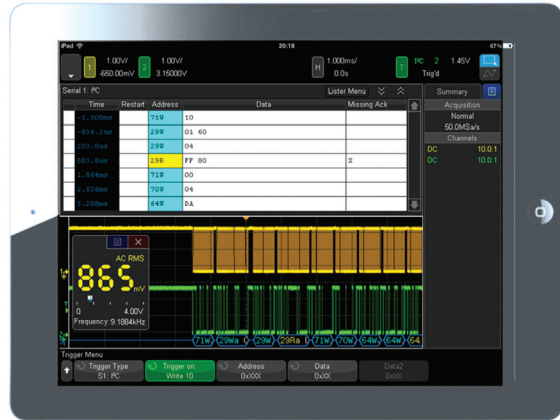 iPad 20:18 47%
1 1.00V/ 2 1.00V/ H 1.000ms/ T I²C 2 1.45V
-650.00mV 3.15000V 0.0s Trig'd
Serial 1: I²C Lister Menu Summary
Time Restart Address Data Missing Ack
-1.500ms 71W 10
-836.2us 29W 01 60
203.8us 29W 04
883.8us 29R FF 80 X
1.864ms 71W 00
2.536ms 70W 04
3.208ms 64W DA
Acquisition
Normal
50.0MSa/s
Channels
DC 10.0:1
DC 10.0:1
AC RMS
865 mV
0 4.00V
Frequency: 9.1884kHz
71W 29Wa 29W 29Ra 71W 70W 64W 64W 64
Trigger Menu
Trigger Type Trigger on: Address Data Data2
S1: I²C Write 10 0xXX 0xXX 0xXX